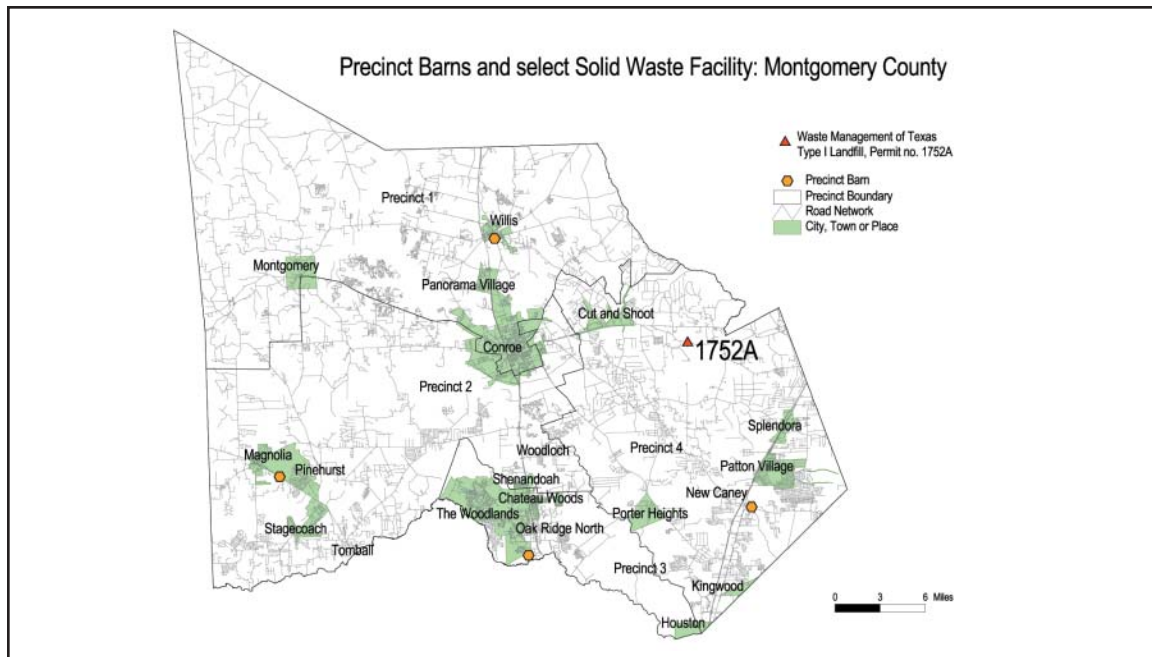 Precinct Barns and select Solid Waste Facility: Montgomery County
Waste Management of Texas
Type I Landfill, Permit no. 1752A
Precinct Barn
Precinct Boundary
Road Network
City, Town or Place
Precinct 1
Willis
Montgomery
Panorama Village
Cut and Shoot
Conroe
1752A
Precinct 2
Splendora
Woodloch
Precinct 4
Magnolia
Pinehurst
Patton Village
Shenandoah
Chateau Woods
New Caney
The Woodlands
Porter Heights
Stagecoach
Oak Ridge North
Tomball
Precinct 3
Kingwood
0 3 6 Miles
Houston